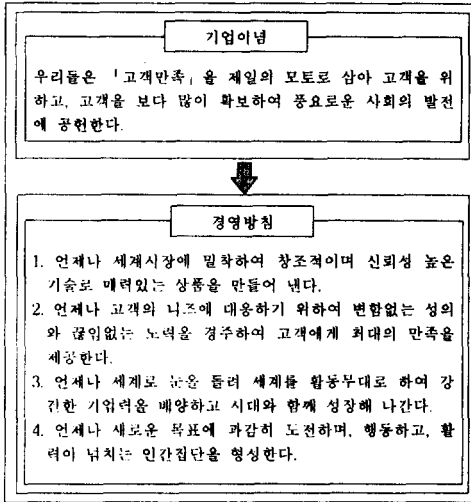 기업이념
우리들은 「고객만족」을 제일의 모토로 삼아 고객을 위
하고, 고객을 보다 많이 확보하여 풍요로운 사회의 발전
에 공헌한다.
경영방침
1. 언제나 세계시장에 밀착하여 창조적이며 신뢰성 높은
기술로 매력있는 상품을 만들어 낸다.
2. 언제나 고객의 니즈에 대응하기 위하여 변함없는 성의
와 끊임없는 노력을 경주하여 고객에게 최대의 만족을
제공한다.
3. 언제나 세계로 눈을 돌려 세계를 활동무대로 하여 강
건한 기업력을 배양하고 시대와 함께 성장해 나간다.
4. 언제나 새로운 목표에 과감히 도전하며, 행동하고, 활
력이 넘치는 인간집단을 형성한다.